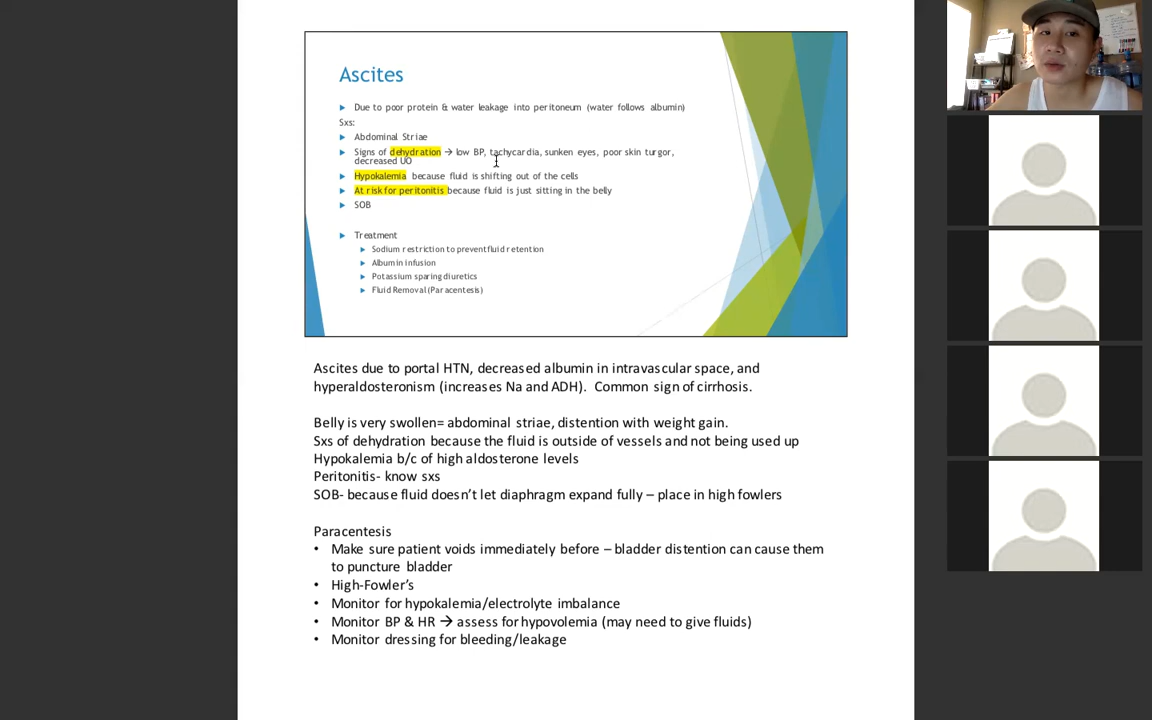 Ascites
Due to poor protein & water leakage into peritoneum (water follows albumin)
Sxs:
Abdominal Striae
Signs of dehydration → low BP, tachycardia, sunken eyes, poor skin turgor,
decreased UO
Hypokalemia because fluid is shifting out of the cells
At risk for peritonitis because fluid is just sitting in the belly
SOB
Treatment
Sodium restriction to prevent fluid retention
Albumin infusion
Potassium sparing diuretics
Fluid Removal (Paracentesis)
Ascites due to portal HTN, decreased albumin in intravascular space, and
hyperaldosteronism (increases Na and ADH). Common sign of cirrhosis.
Belly is very swollen= abdominal striae, distention with weight gain.
Sxs of dehydration because the fluid is outside of vessels and not being used up
Hypokalemia b/c of high aldosterone levels
Peritonitis- know sxs
SOB- because fluid doesn't let diaphragm expand fully – place in high fowlers
Paracentesis
• Make sure patient voids immediately before – bladder distention can cause them
to puncture bladder
• High-Fowler's
• Monitor for hypokalemia/electrolyte imbalance
• Monitor BP & HR → assess for hypovolemia (may need to give fluids)
• Monitor dressing for bleeding/leakage